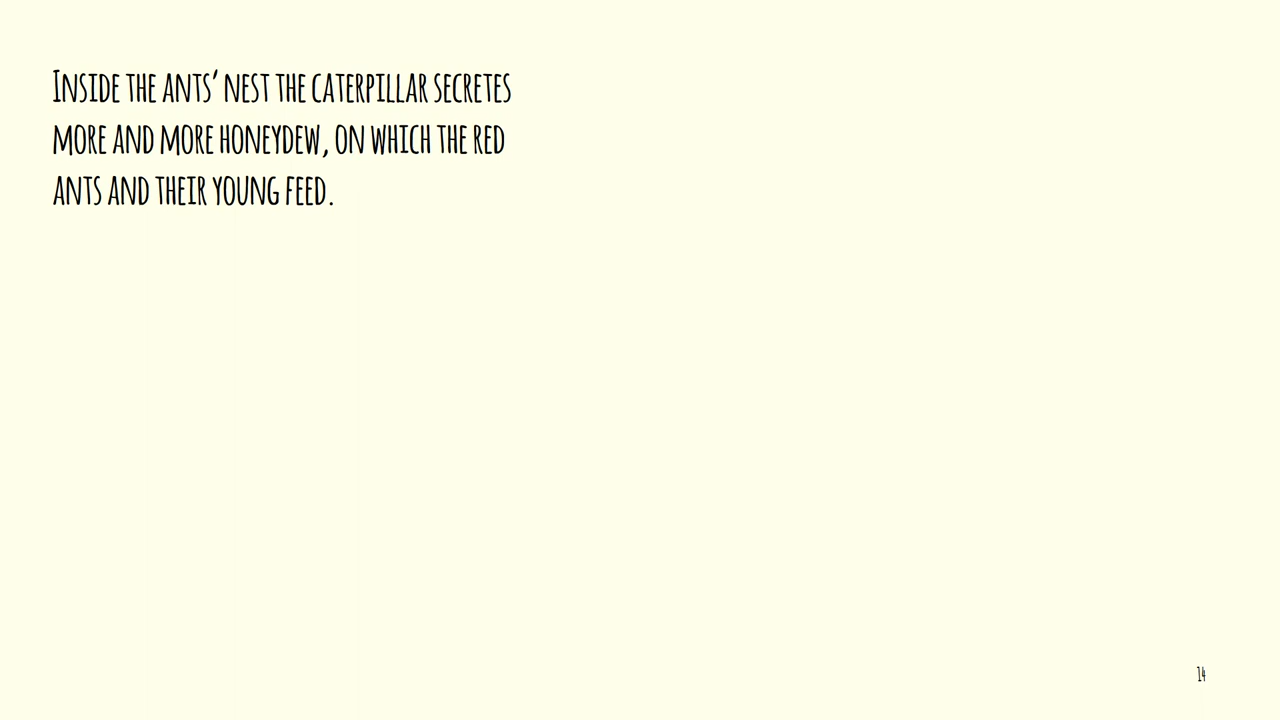 Inside the ants' nest the caterpillar secretes
more and more honeydew, on which the red
ants and their young feed.
14